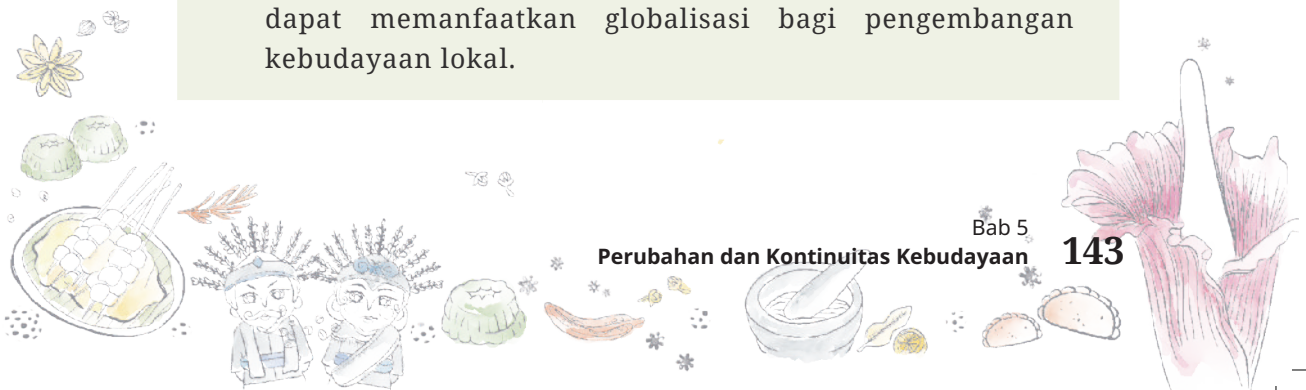 dapat memanfaatkan globalisasi bagi pengembangan
kebudayaan lokal.
Bab 5
Perubahan dan Kontinuitas Kebudayaan
143